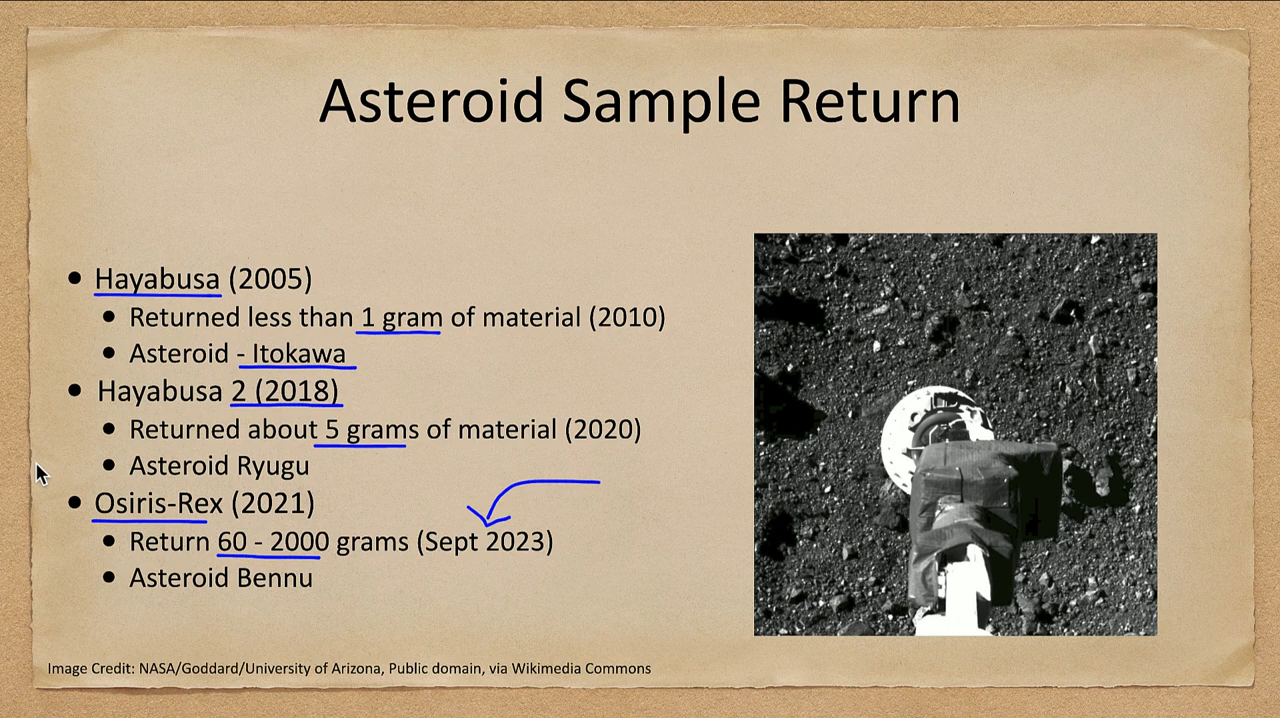 Asteroid Sample Return
• Hayabusa (2005)
• Returned less than 1 gram of material (2010)
• Asteroid - Itokawa
• Hayabusa 2 (2018)
• Returned about 5 grams of material (2020)
• Asteroid Ryugu
• Osiris-Rex (2021)
• Return 60 - 2000 grams (Sept 2023)
• Asteroid Bennu
Image Credit: NASA/Goddard/University of Arizona, Public domain, via Wikimedia Commons